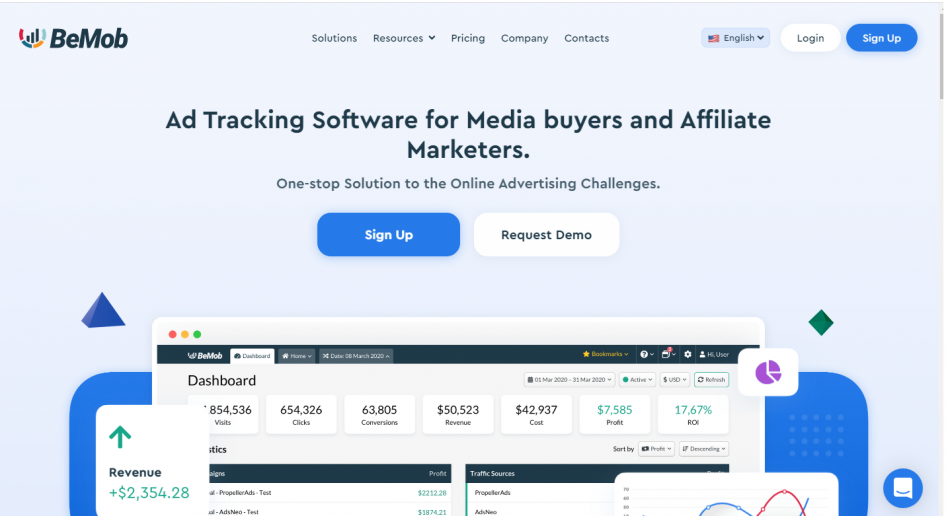 BeMob
Solutions Resources Pricing Company Contacts
English Login Sign Up
Ad Tracking Software for Media buyers and Affiliate
Marketers.
One-stop Solution to the Online Advertising Challenges.
Sign Up Request Demo
BeMob Dashboard Home Date: 08 March 2020 Bookmarks Hi, User
Dashboard
01 Mar 2020 - 31 Mar 2020 Active $ USD Refresh
854,536 654,326 63,805 $50,523 $42,937 $7,585 17,67%
Visits Clicks Conversions Revenue Cost Profit ROI
stics Sort by Profit Descending
Revenue
+$2,354.28
aigns Profit Traffic Sources
al - PropellerAds - Test $2212,28 PropellerAds
al - AdsNeo - Test $1874,21 AdsNeo
70
60
50